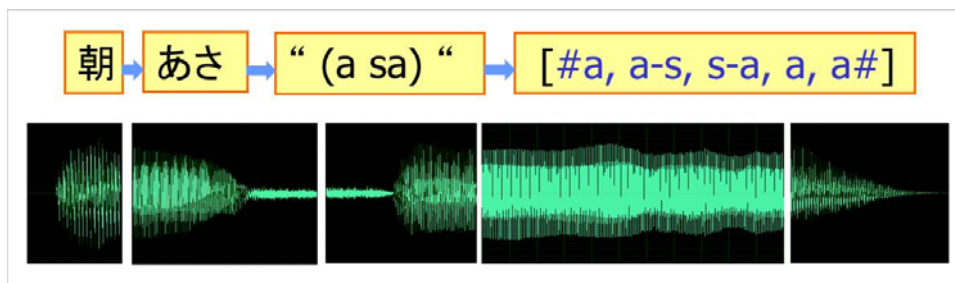 朝 あさ “ (a sa) “ [#a, a-s, s-a, a, a#]